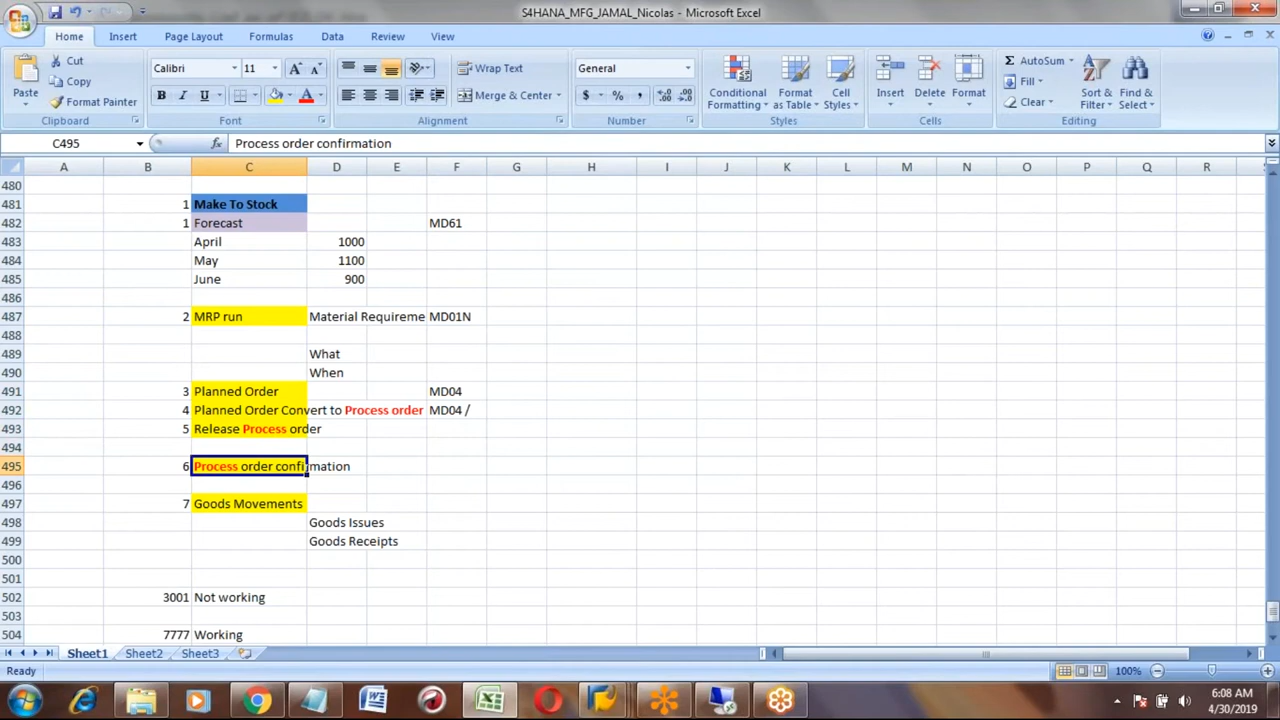 S4HANA_MFG_JAMAL_Nicolas - Microsoft Excel
Home Insert Page Layout Formulas Data Review View
Paste
Cut
Copy
Format Painter
Clipboard
Calibri 11
B I U
Font
Wrap Text
Merge & Center
Alignment
General
$ % ,
Number
Conditional Formatting
Format as Table
Cell Styles
Styles
Insert Delete Format
Cells
Σ AutoSum
Fill
Clear
Sort & Filter
Find & Select
Editing
C495 fx Process order confirmation
A B C D E F G H I J K L M N O P Q R
480
481 1 Make To Stock
482 1 Forecast MD61
483 April 1000
484 May 1100
485 June 900
486
487 2 MRP run Material Requireme MD01N
488
489 What
490 When
491 3 Planned Order MD04
492 4 Planned Order Convert to Process order MD04 /
493 5 Release Process order
494
495 6 Process order confirmation
496
497 7 Goods Movements
498 Goods Issues
499 Goods Receipts
500
501
502 3001 Not working
503
504 7777 Working
Sheet1 Sheet2 Sheet3
Ready 100%
6:08 AM
4/30/2019